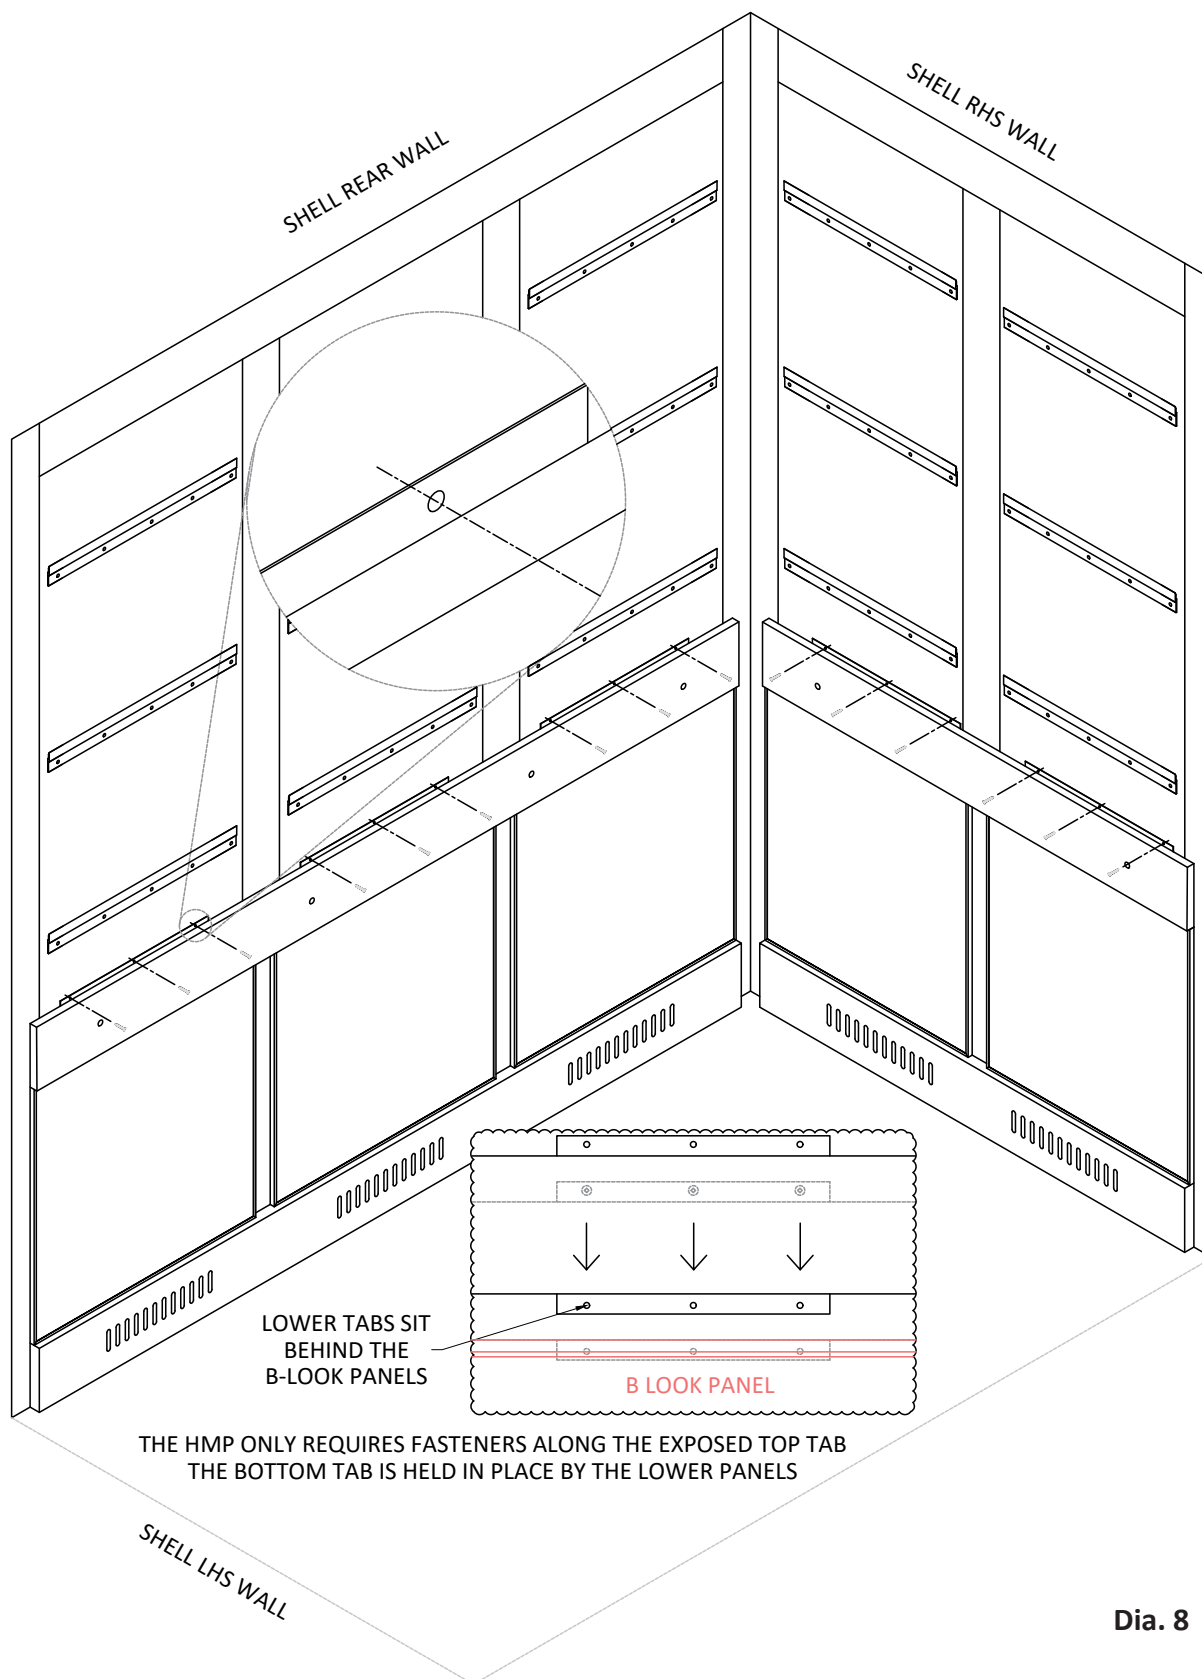 SHELL REAR WALL
SHELL RHS WALL
LOWER TABS SIT
BEHIND THE
B-LOOK PANELS
B LOOK PANEL
THE HMP ONLY REQUIRES FASTENERS ALONG THE EXPOSED TOP TAB
THE BOTTOM TAB IS HELD IN PLACE BY THE LOWER PANELS
SHELL LHS WALL
Dia. 8